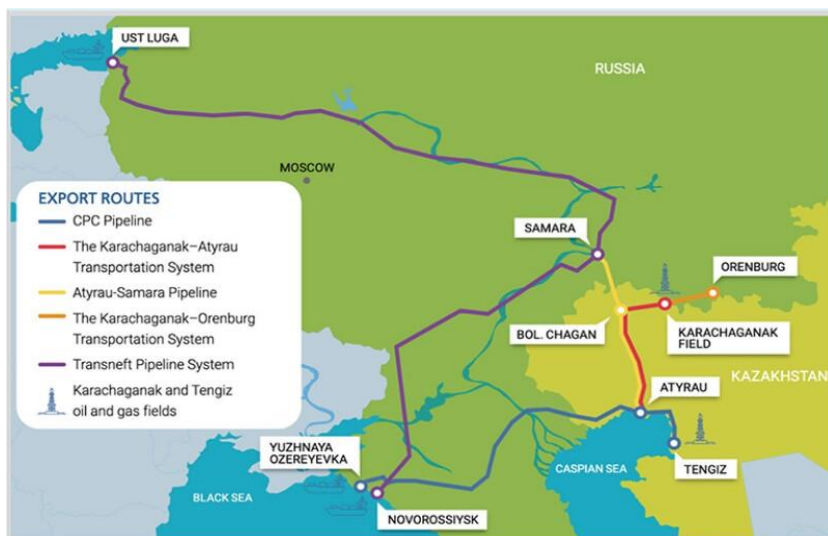 UST LUGA
RUSSIA
MOSCOW
EXPORT ROUTES
CPC Pipeline
The Karachaganak–Atyrau
Transportation System
Atyrau-Samara Pipeline
The Karachaganak–Orenburg
Transportation System
Transneft Pipeline System
Karachaganak and Tengiz
oil and gas fields
SAMARA
ORENBURG
BOL. CHAGAN
KARACHAGANAK
FIELD
KAZAKHSTAN
ATYRAU
YUZHNAYA
OZEREYEVKA
CASPIAN SEA
TENGIZ
BLACK SEA
NOVOROSSIYSK